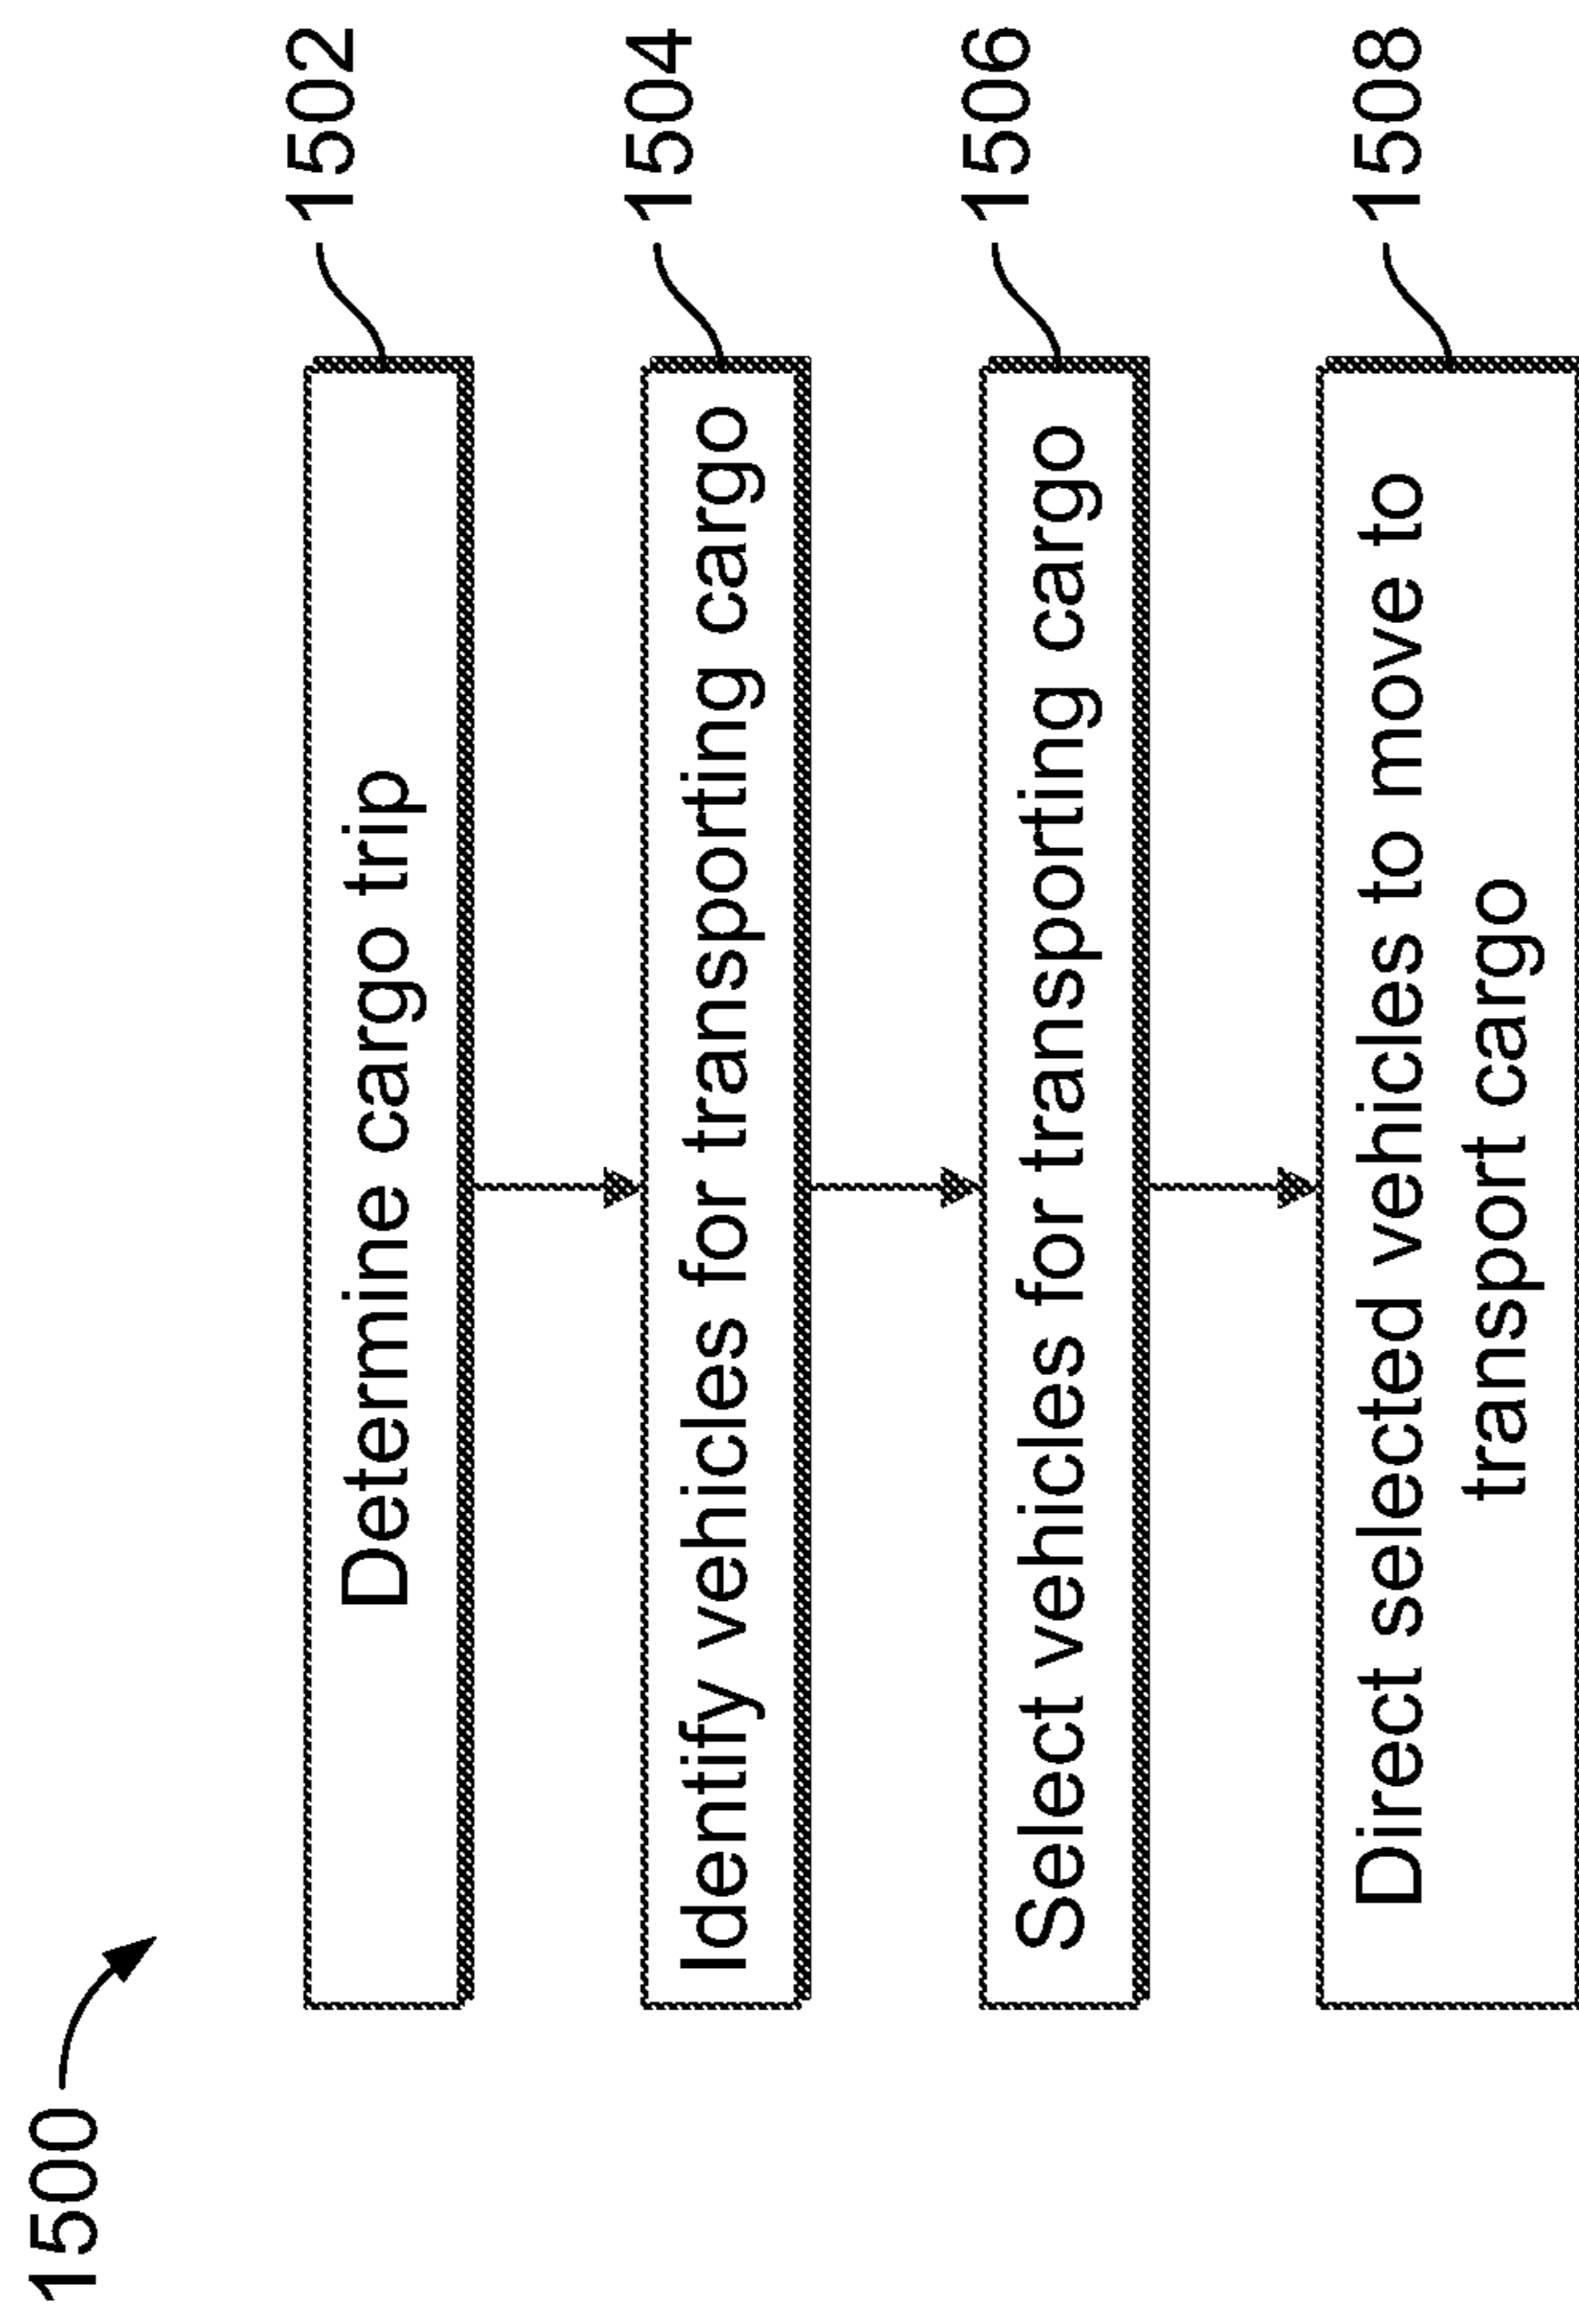 1500
Determine cargo trip
1502
Identify vehicles for transporting cargo
1504
Select vehicles for transporting cargo
1506
Direct selected vehicles to move to
transport cargo
1508